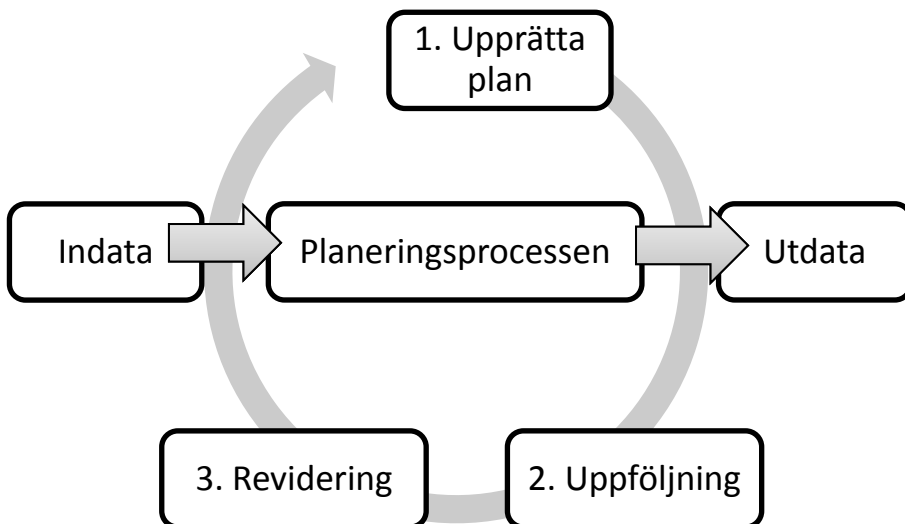 1. Upprätta
plan
Indata
Planeringsprocessen
Utdata
3. Revidering
2. Uppföljning